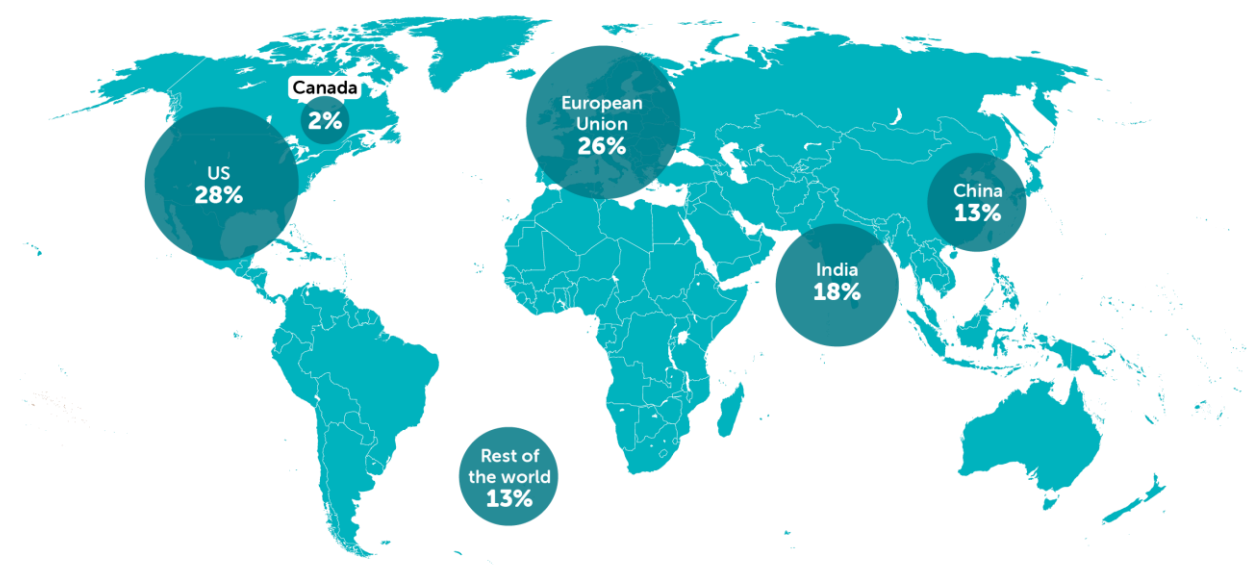 Canada
2%
US
28%
European
Union
26%
China
13%
India
18%
Rest of
the world
13%